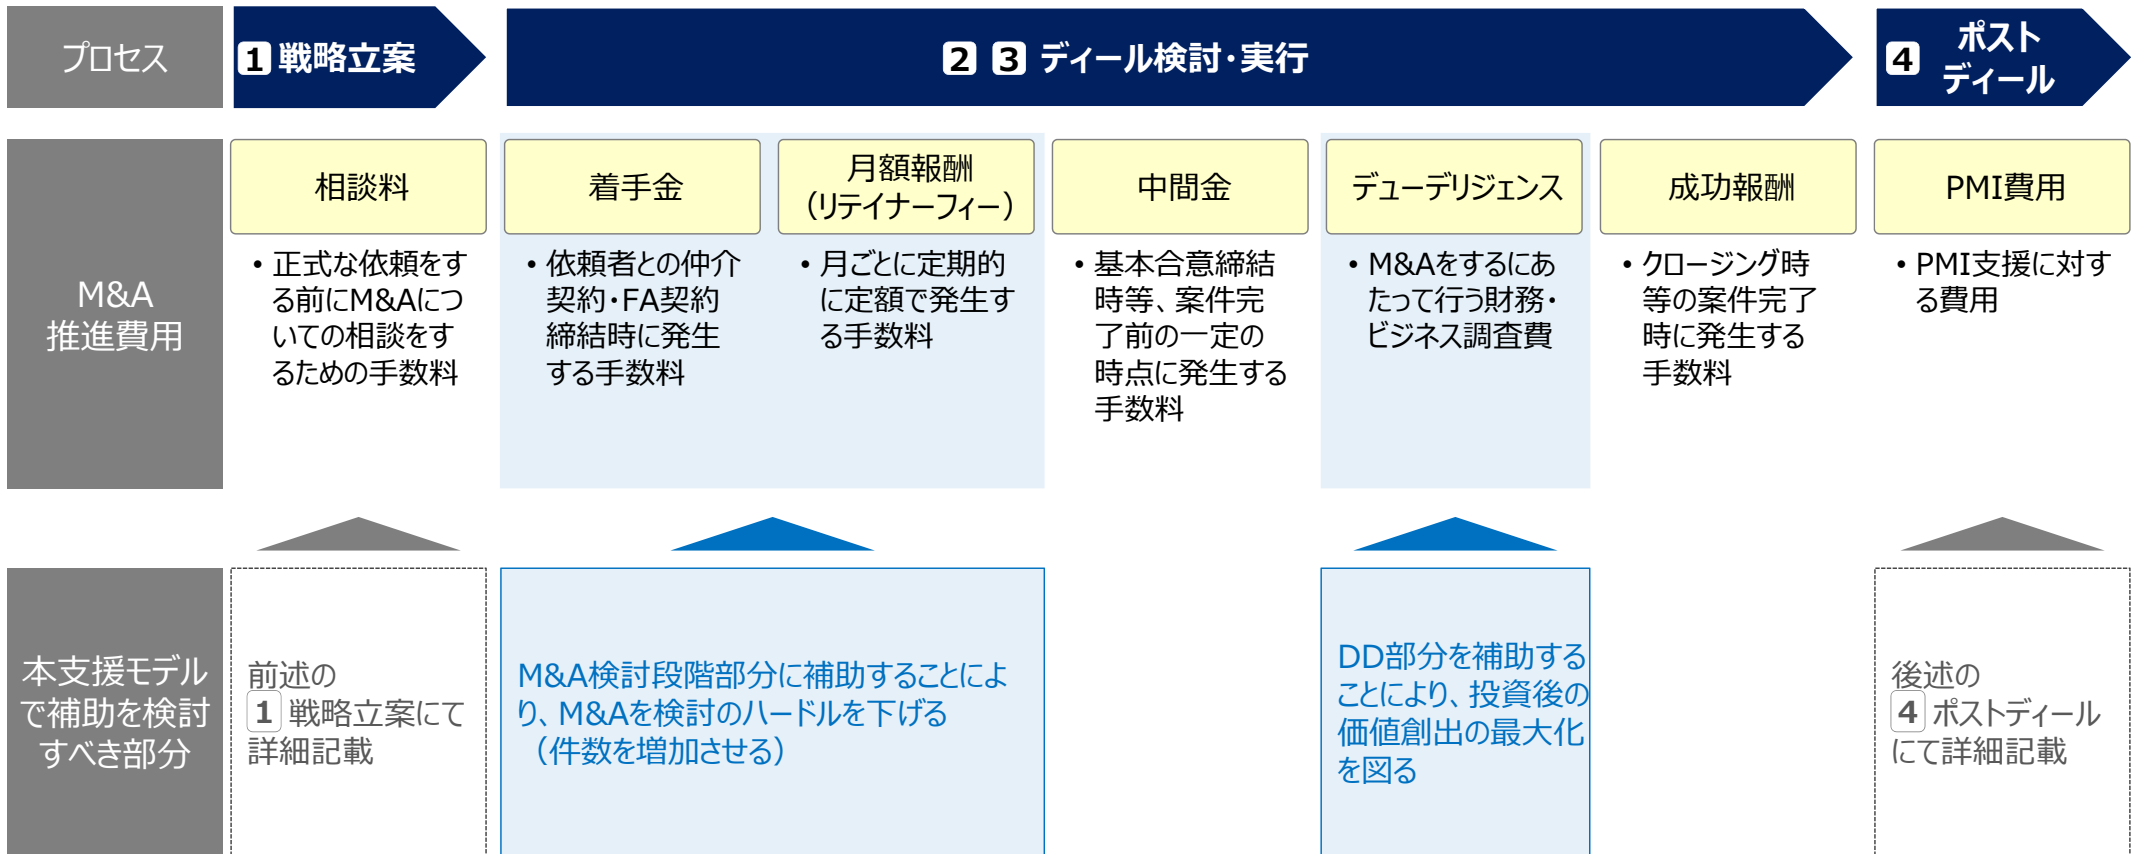 プロセス
1 戦略立案
2 3 ディール検討・実行
4 ポスト
ディール
M&A
推進費用
相談料
・正式な依頼をす
る前にM&Aにつ
いての相談をす
るための手数料
着手金
・依頼者との仲介
契約・FA契約
締結時に発生
する手数料
月額報酬
（リテイナーフィー）
・月ごとに定期的
に定額で発生す
る手数料
中間金
・基本合意締結
時等、案件完
了前の一定の
時点に発生する
手数料
デューデリジェンス
・M&Aをするにあ
たって行う財務・
ビジネス調査費
成功報酬
・クロージング時
等の案件完了
時に発生する
手数料
PMI費用
・PMI支援に対す
る費用
本支援モデル
で補助を検討
すべき部分
前述の
1 戦略立案にて
詳細記載
M&A検討段階部分に補助することによ
り、M&Aを検討のハードルを下げる
（件数を増加させる）
DD部分を補助する
ことにより、投資後の
価値創出の最大化
を図る
後述の
4 ポストディール
にて詳細記載